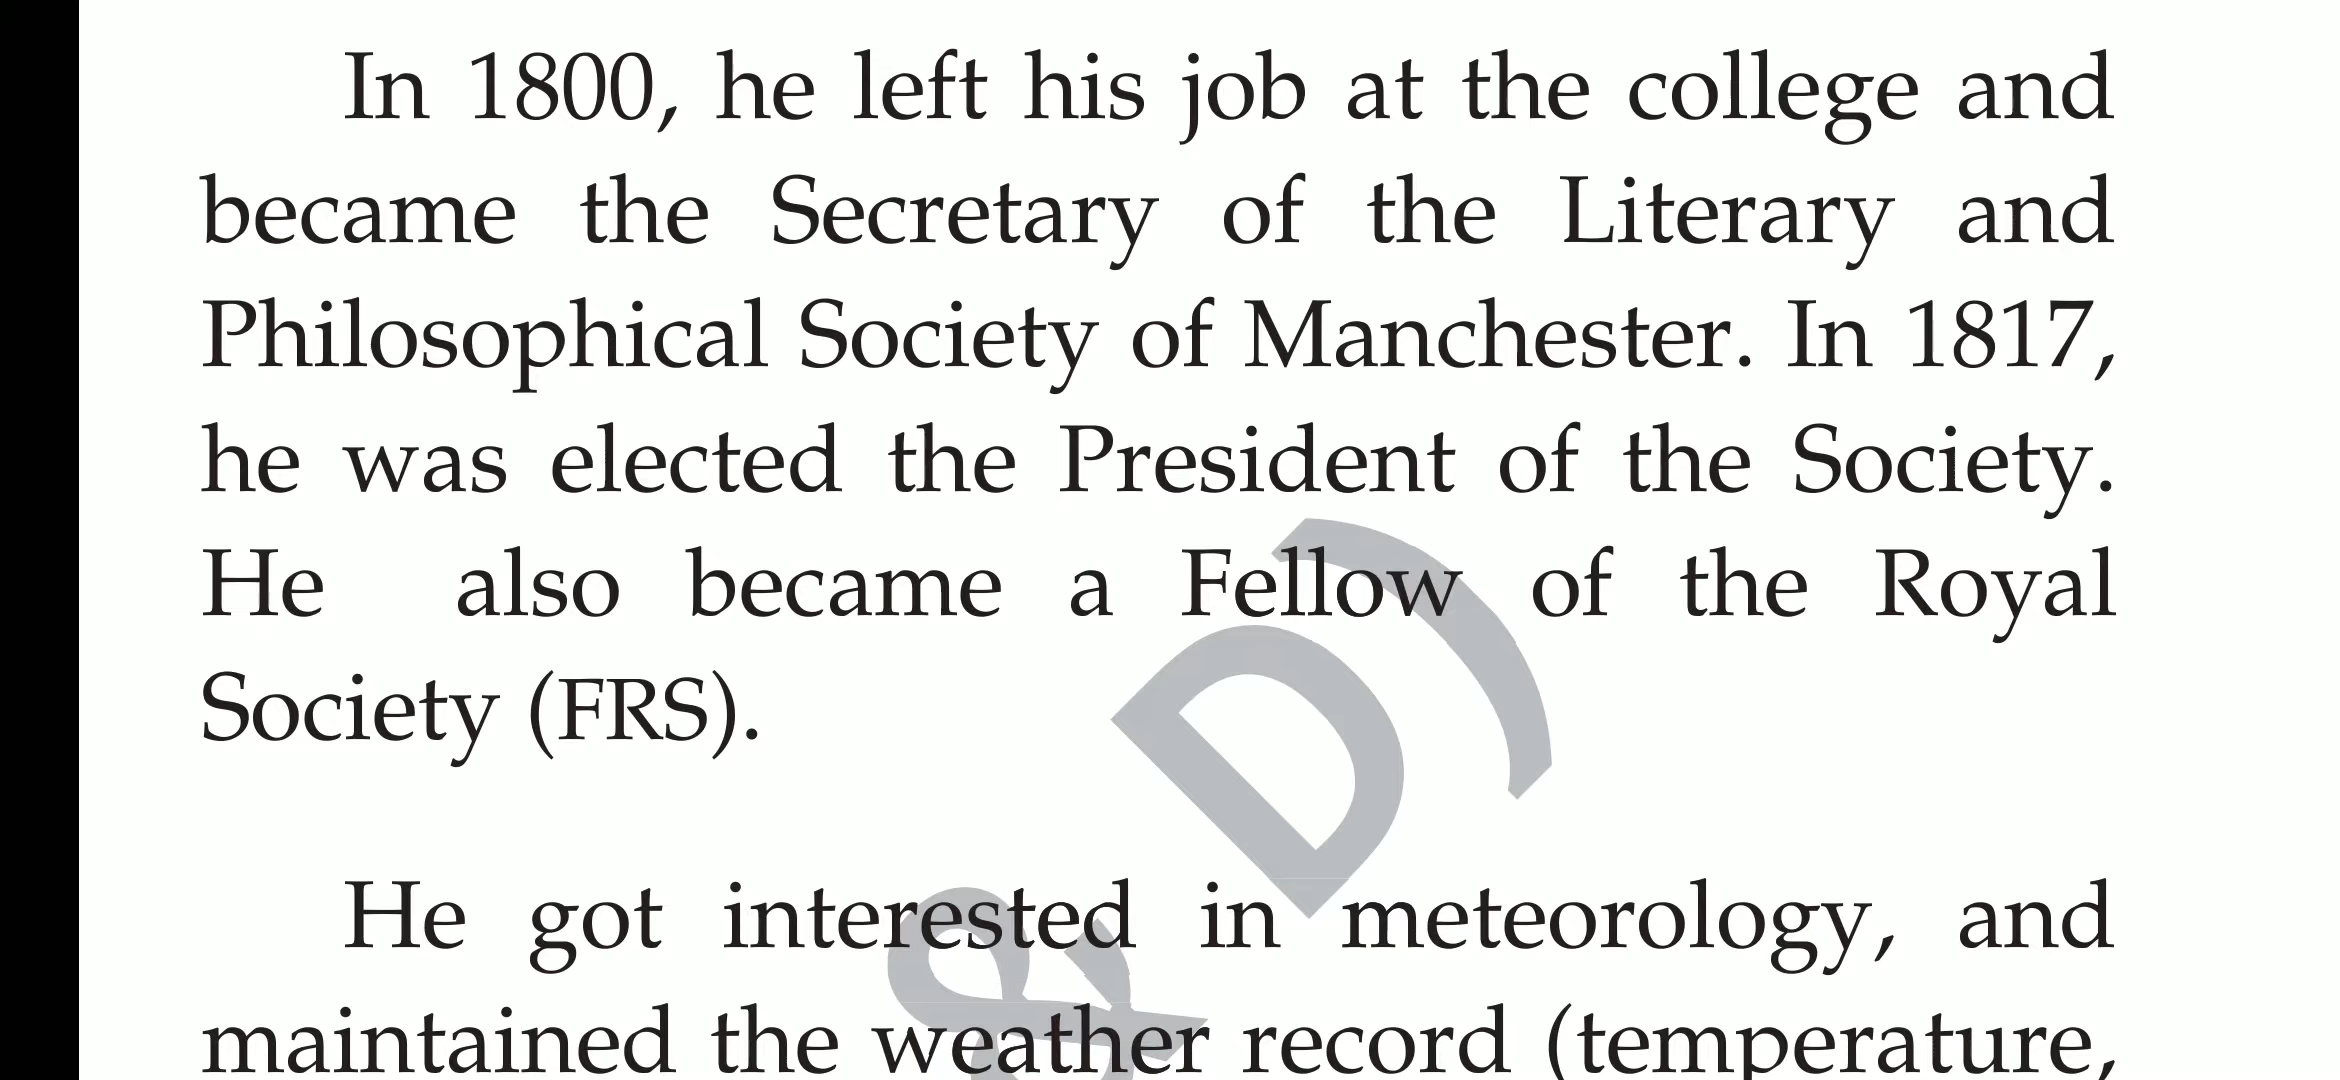 In 1800, he left his job at the college and
became the Secretary of the Literary and
Philosophical Society of Manchester. In 1817,
he was elected the President of the Society.
He also became a Fellow of the Royal
Society (FRS).
He got interested in meteorology, and
maintained the weather record (temperature,
& D)